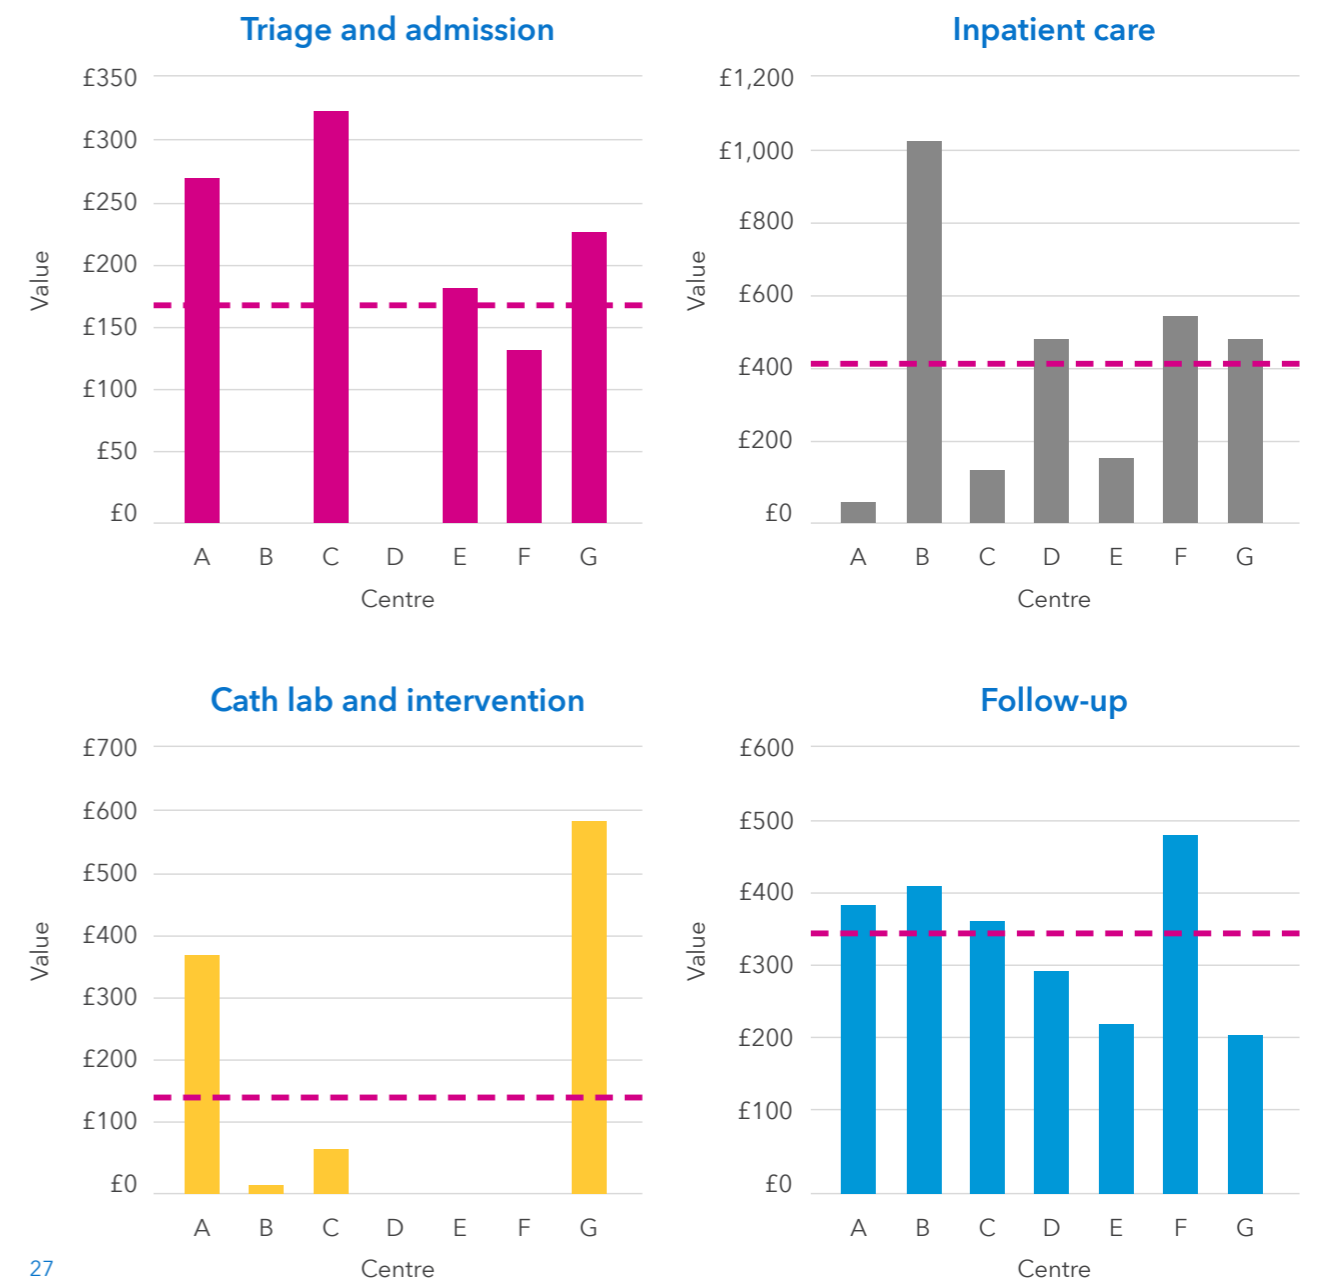 Triage and admission
£350
£300
£250
£200
£150
£100
£50
£0
Value
A B C D E F G
Centre
Inpatient care
£1,200
£1,000
£800
£600
£400
£200
£0
Value
A B C D E F G
Centre
Cath lab and intervention
£700
£600
£500
£400
£300
£200
£100
£0
Value
A B C D E F G
Centre
Follow-up
£600
£500
£400
£300
£200
£100
£0
Value
A B C D E F G
Centre
27